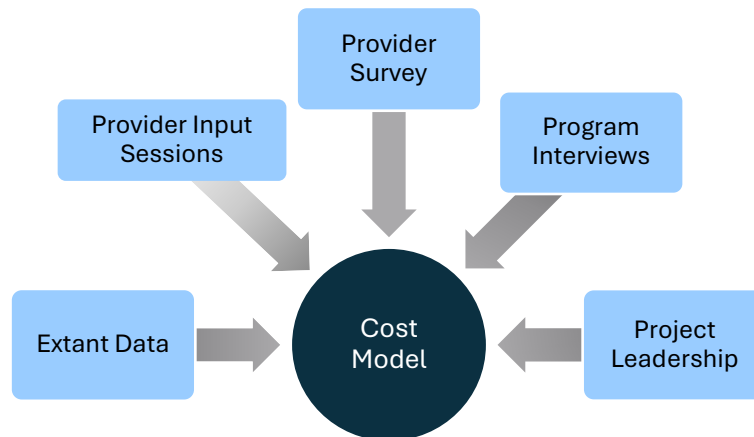 Provider
Survey
Provider Input
Sessions
Program
Interviews
Extant Data
Cost
Model
Project
Leadership